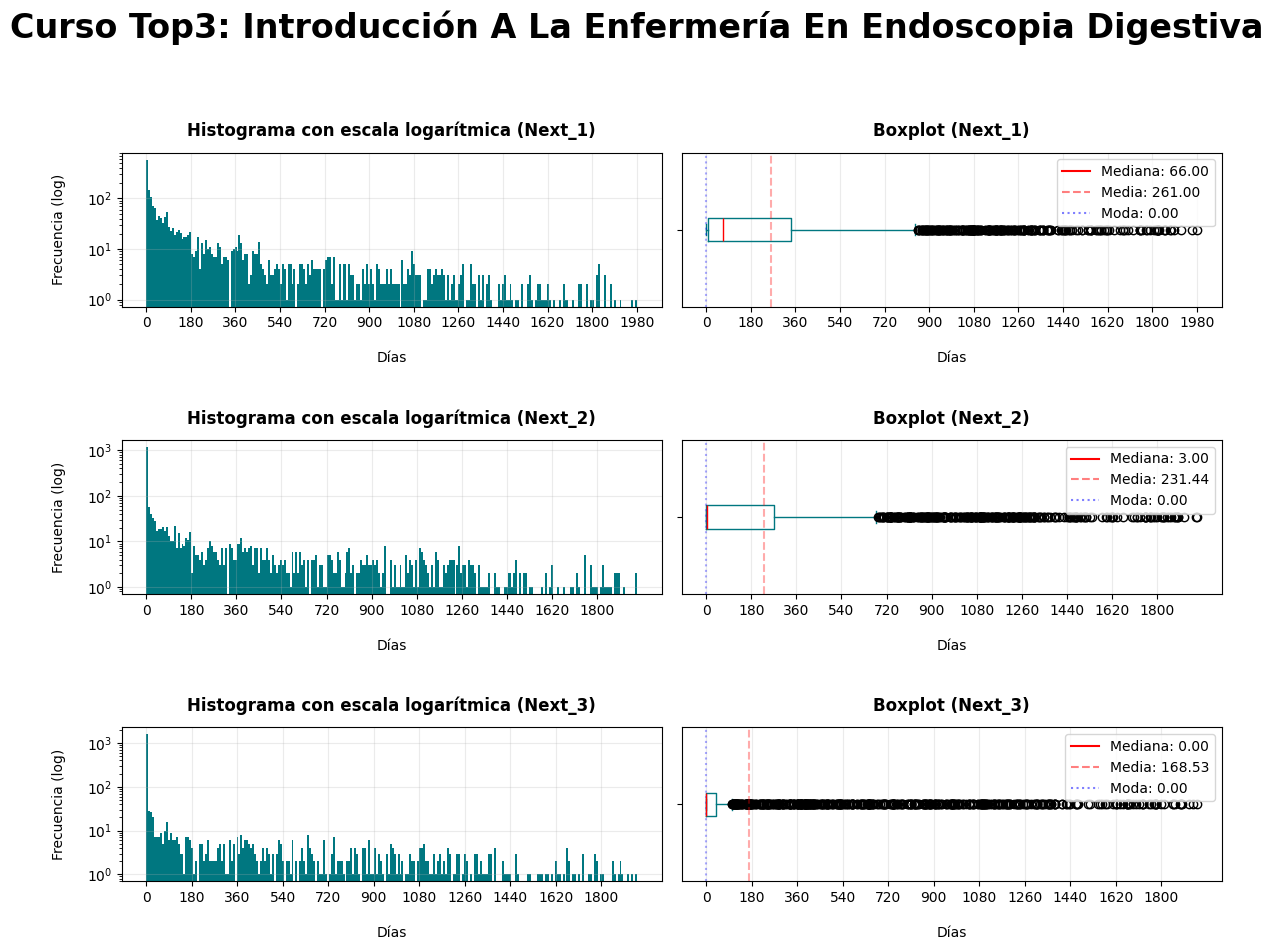 Curso Top3: Introducción A La Enfermería En Endoscopia Digestiva
Histograma con escala logarítmica (Next_1)
Frecuencia (log)
10²
10¹
10⁰
0 180 360 540 720 900 1080 1260 1440 1620 1800 1980
Días
Boxplot (Next_1)
Mediana: 66.00
Media: 261.00
Moda: 0.00
0 180 360 540 720 900 1080 1260 1440 1620 1800 1980
Días
Histograma con escala logarítmica (Next_2)
Frecuencia (log)
10³
10²
10¹
10⁰
0 180 360 540 720 900 1080 1260 1440 1620 1800
Días
Boxplot (Next_2)
Mediana: 3.00
Media: 231.44
Moda: 0.00
0 180 360 540 720 900 1080 1260 1440 1620 1800
Días
Histograma con escala logarítmica (Next_3)
Frecuencia (log)
10³
10²
10¹
10⁰
0 180 360 540 720 900 1080 1260 1440 1620 1800
Días
Boxplot (Next_3)
Mediana: 0.00
Media: 168.53
Moda: 0.00
0 180 360 540 720 900 1080 1260 1440 1620 1800
Días